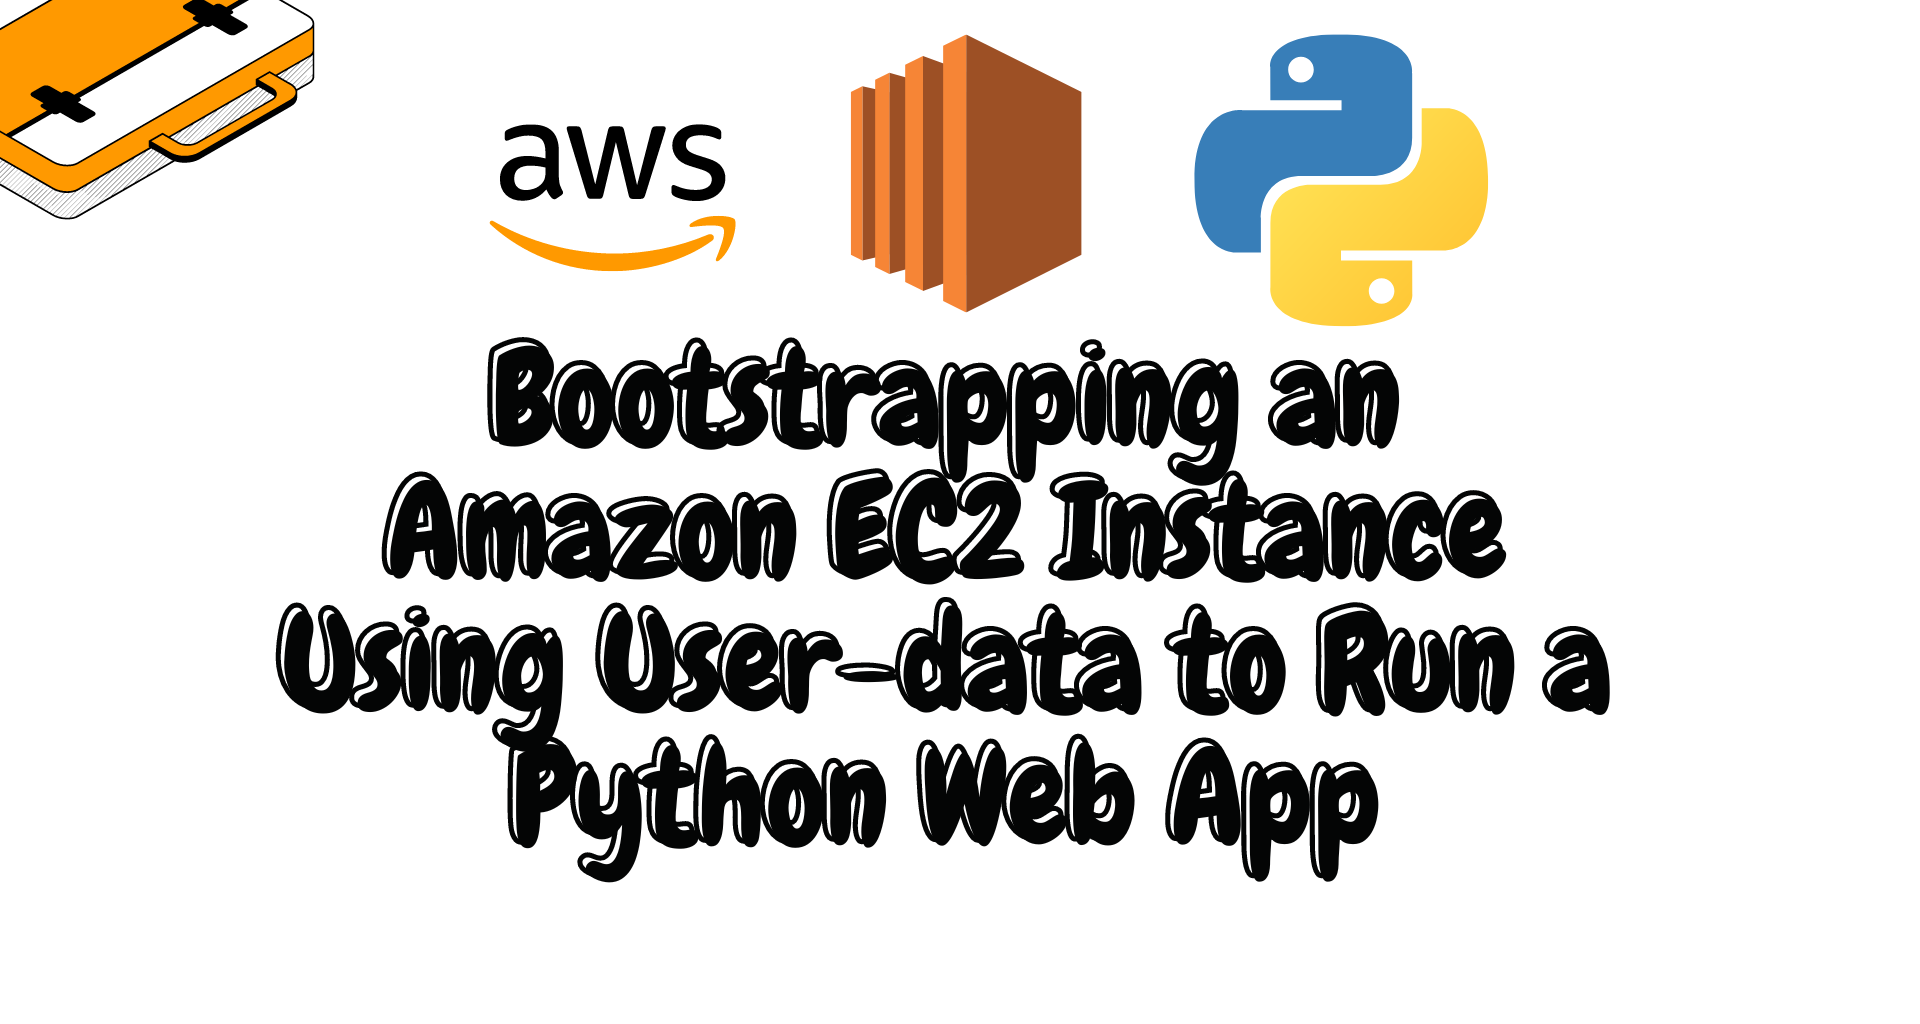 aws
Bootstrapping an
Amazon EC2 Instance
Using User-data to Run a
Python Web App